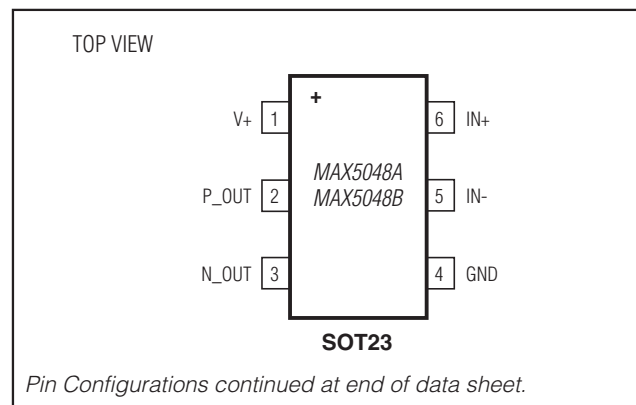 TOP VIEW
+
V+ 1 6 IN+
MAX5048A
P_OUT 2 MAX5048B 5 IN-
N_OUT 3 4 GND
SOT23
Pin Configurations continued at end of data sheet.